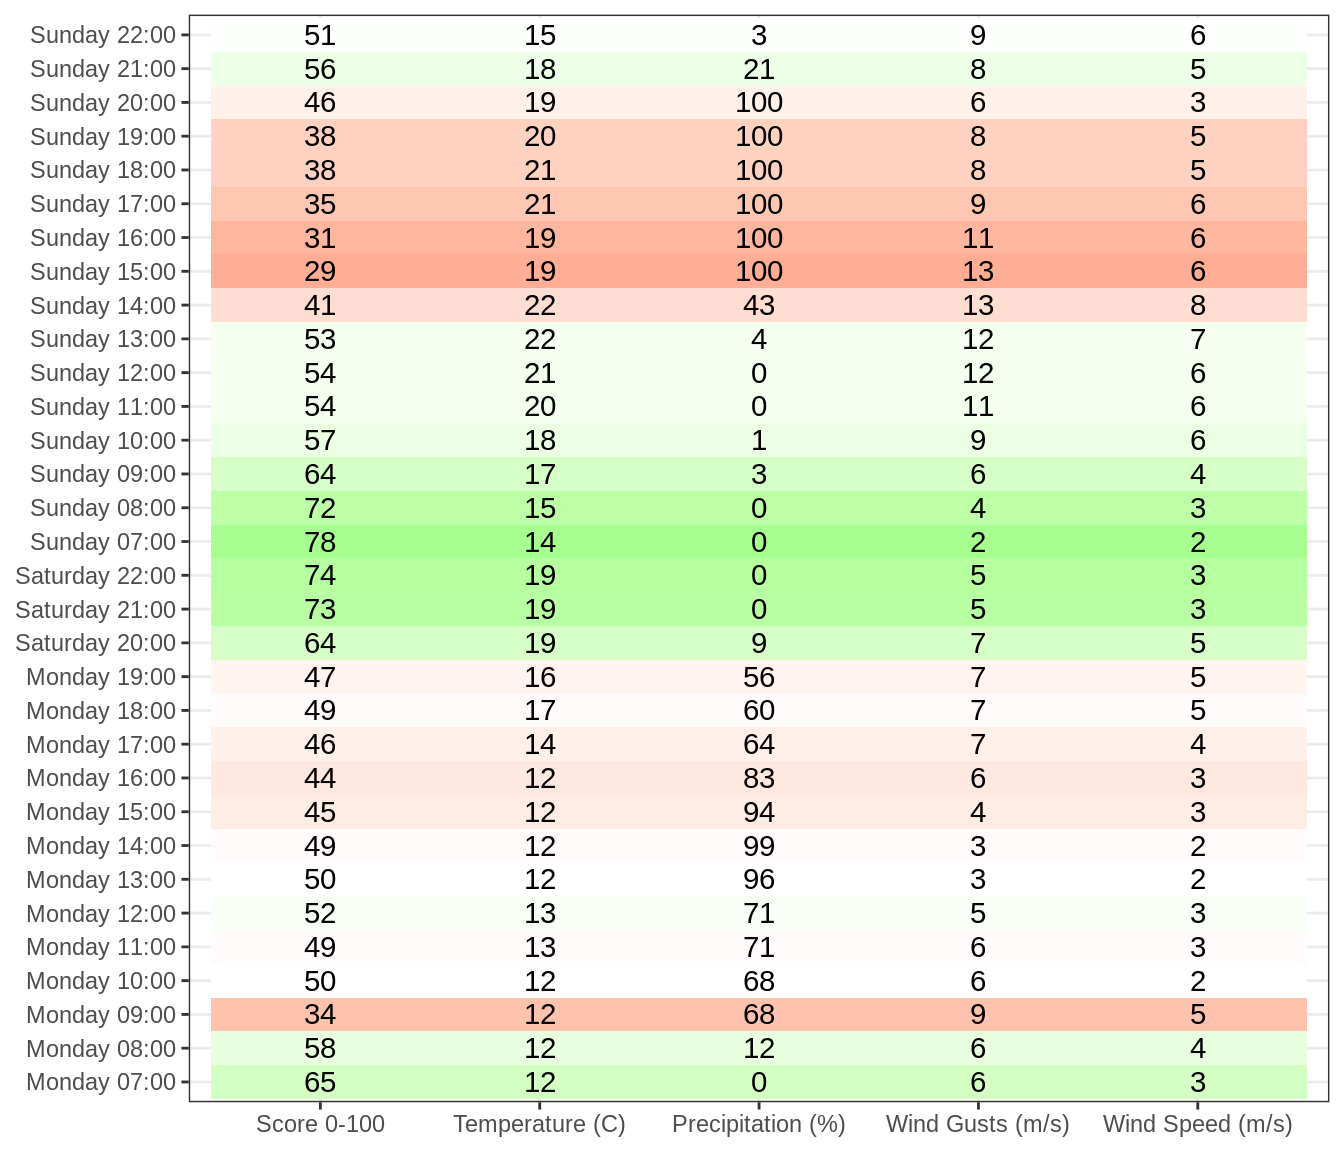 Sunday 22:00 51 15 3 9 6
Sunday 21:00 56 18 21 8 5
Sunday 20:00 46 19 100 6 3
Sunday 19:00 38 20 100 8 5
Sunday 18:00 38 21 100 8 5
Sunday 17:00 35 21 100 9 6
Sunday 16:00 31 19 100 11 6
Sunday 15:00 29 19 100 13 6
Sunday 14:00 41 22 43 13 8
Sunday 13:00 53 22 4 12 7
Sunday 12:00 54 21 0 12 6
Sunday 11:00 54 20 0 11 6
Sunday 10:00 57 18 1 9 6
Sunday 09:00 64 17 3 6 4
Sunday 08:00 72 15 0 4 3
Sunday 07:00 78 14 0 2 2
Saturday 22:00 74 19 0 5 3
Saturday 21:00 73 19 0 5 3
Saturday 20:00 64 19 9 7 5
Monday 19:00 47 16 56 7 5
Monday 18:00 49 17 60 7 5
Monday 17:00 46 14 64 7 4
Monday 16:00 44 12 83 6 3
Monday 15:00 45 12 94 4 3
Monday 14:00 49 12 99 3 2
Monday 13:00 50 12 96 3 2
Monday 12:00 52 13 71 5 3
Monday 11:00 49 13 71 6 3
Monday 10:00 50 12 68 6 2
Monday 09:00 34 12 68 9 5
Monday 08:00 58 12 12 6 4
Monday 07:00 65 12 0 6 3
Score 0-100 Temperature (C) Precipitation (%) Wind Gusts (m/s) Wind Speed (m/s)